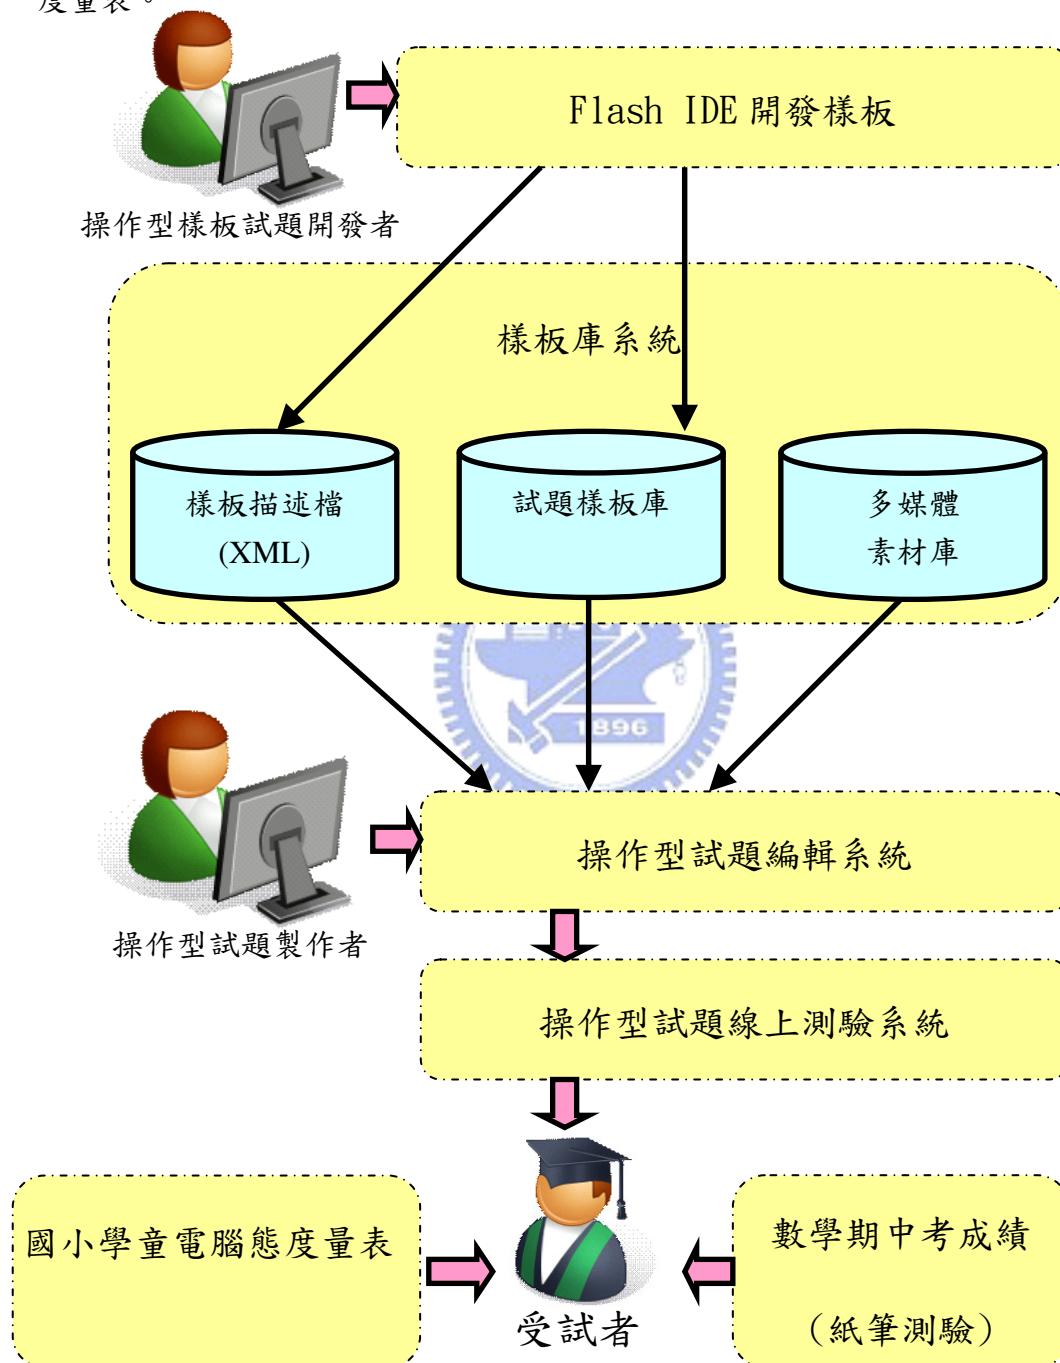 度量表。
Flash IDE 開發樣板
操作型樣板試題開發者
樣板庫系統
樣板描述檔
(XML)
試題樣板庫
多媒體
素材庫
1896
操作型試題編輯系統
操作型試題製作者
操作型試題線上測驗系統
國小學童電腦態度量表
數學期中考成績
（紙筆測驗）
受試者